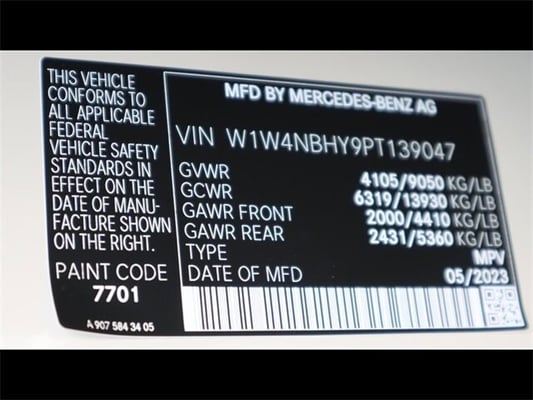 THIS VEHICLE
CONFORMS TO
ALL APPLICABLE
FEDERAL
VEHICLE SAFETY
STANDARDS IN
EFFECT ON THE
DATE OF MANU-
FACTURE SHOWN
ON THE RIGHT.
PAINT CODE
7701
A 907 584 34 05
MFD BY MERCEDES-BENZ AG
VIN W1W4NBHY9PT139047
GVWR 4105/9050 KG/LB
GCWR 6319/13930 KG/LB
GAWR FRONT 2000/4410 KG/LB
GAWR REAR 2431/5360 KG/LB
TYPE MPV
DATE OF MFD 05/2023